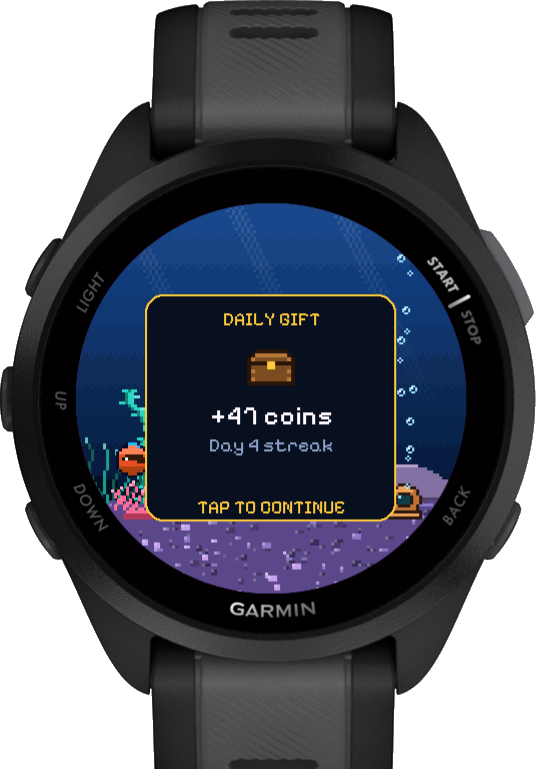 LIGHT
START
STOP
UP
DAILY GIFT
+47 coins
Day 4 streak
TAP TO CONTINUE
DOWN
BACK
GARMIN